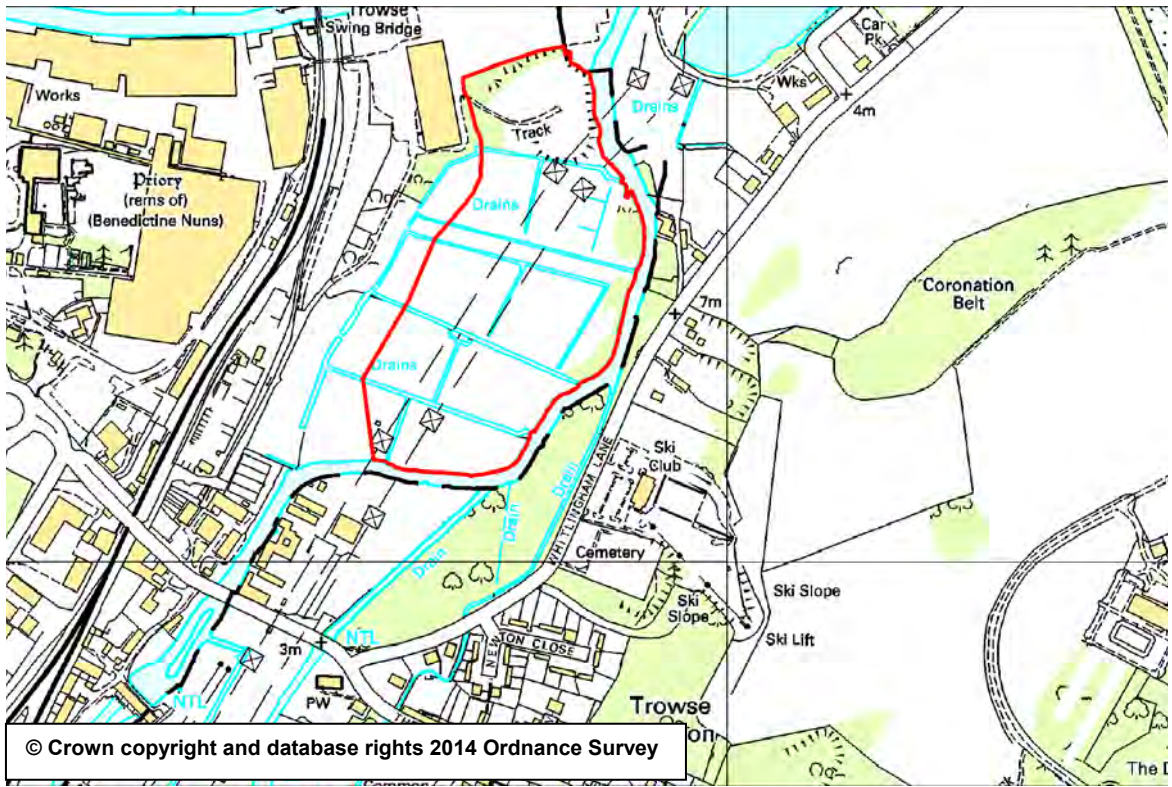 Trowse
Swing Bridge
Car
Pk
Works
Wks
Drains
4m
Track
Priory
(rems of)
(Benedictine Nuns)
Drains
Coronation
Belt
7m
Drains
Ski
Club
WHITLINGHAM LANE
Drain
Drain
Drain
Cemetery
Ski
Slope
Ski Slope
Ski Lift
NTL
3m
NEWTON CLOSE
NTL
PW
Trowse
on
© Crown copyright and database rights 2014 Ordnance Survey
Common
The D